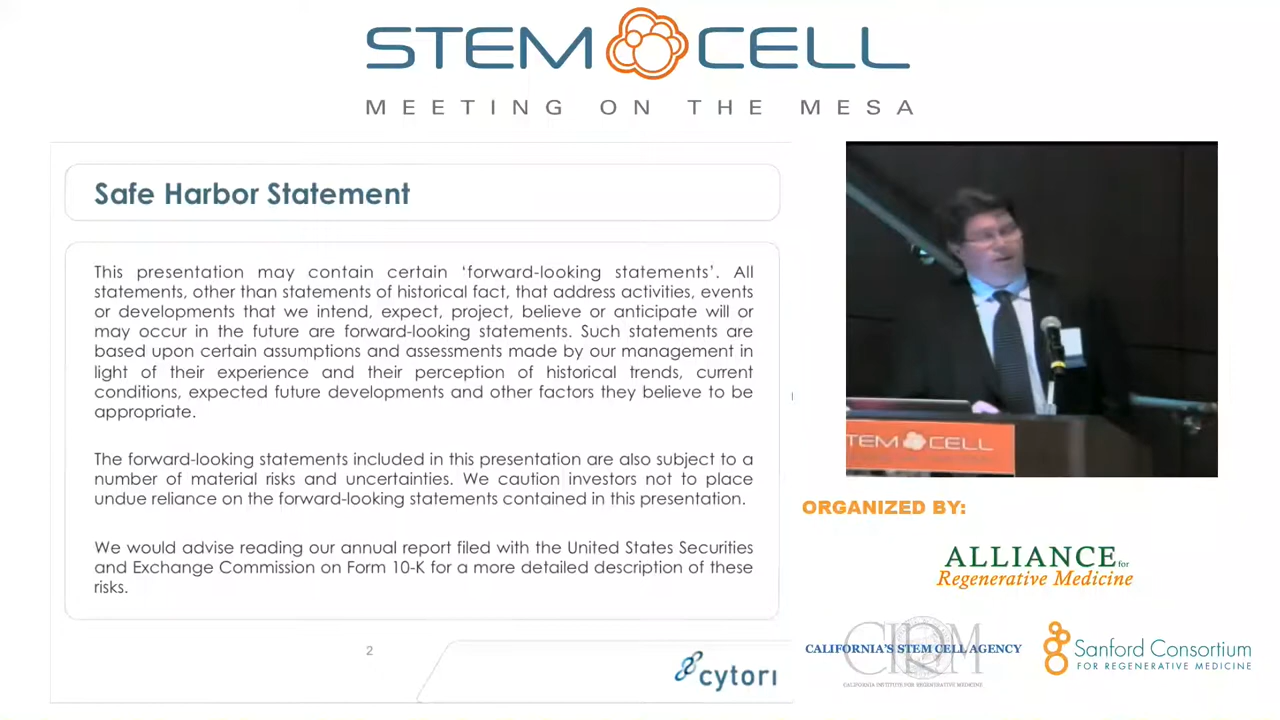 STEM CELL
MEETING ON THE MESA
Safe Harbor Statement
This presentation may contain certain ‘forward-looking statements’. All
statements, other than statements of historical fact, that address activities, events
or developments that we intend, expect, project, believe or anticipate will or
may occur in the future are forward-looking statements. Such statements are
based upon certain assumptions and assessments made by our management in
light of their experience and their perception of historical trends, current
conditions, expected future developments and other factors they believe to be
appropriate.
The forward-looking statements included in this presentation are also subject to a
number of material risks and uncertainties. We caution investors not to place
undue reliance on the forward-looking statements contained in this presentation.
We would advise reading our annual report filed with the United States Securities
and Exchange Commission on Form 10-K for a more detailed description of these
risks.
2
cytori
STEM CELL
ORGANIZED BY:
ALLIANCE for
Regenerative Medicine
CIRM
CALIFORNIA'S STEM CELL AGENCY
CALIFORNIA INSTITUTE FOR REGENERATIVE MEDICINE
Sanford Consortium
FOR REGENERATIVE MEDICINE